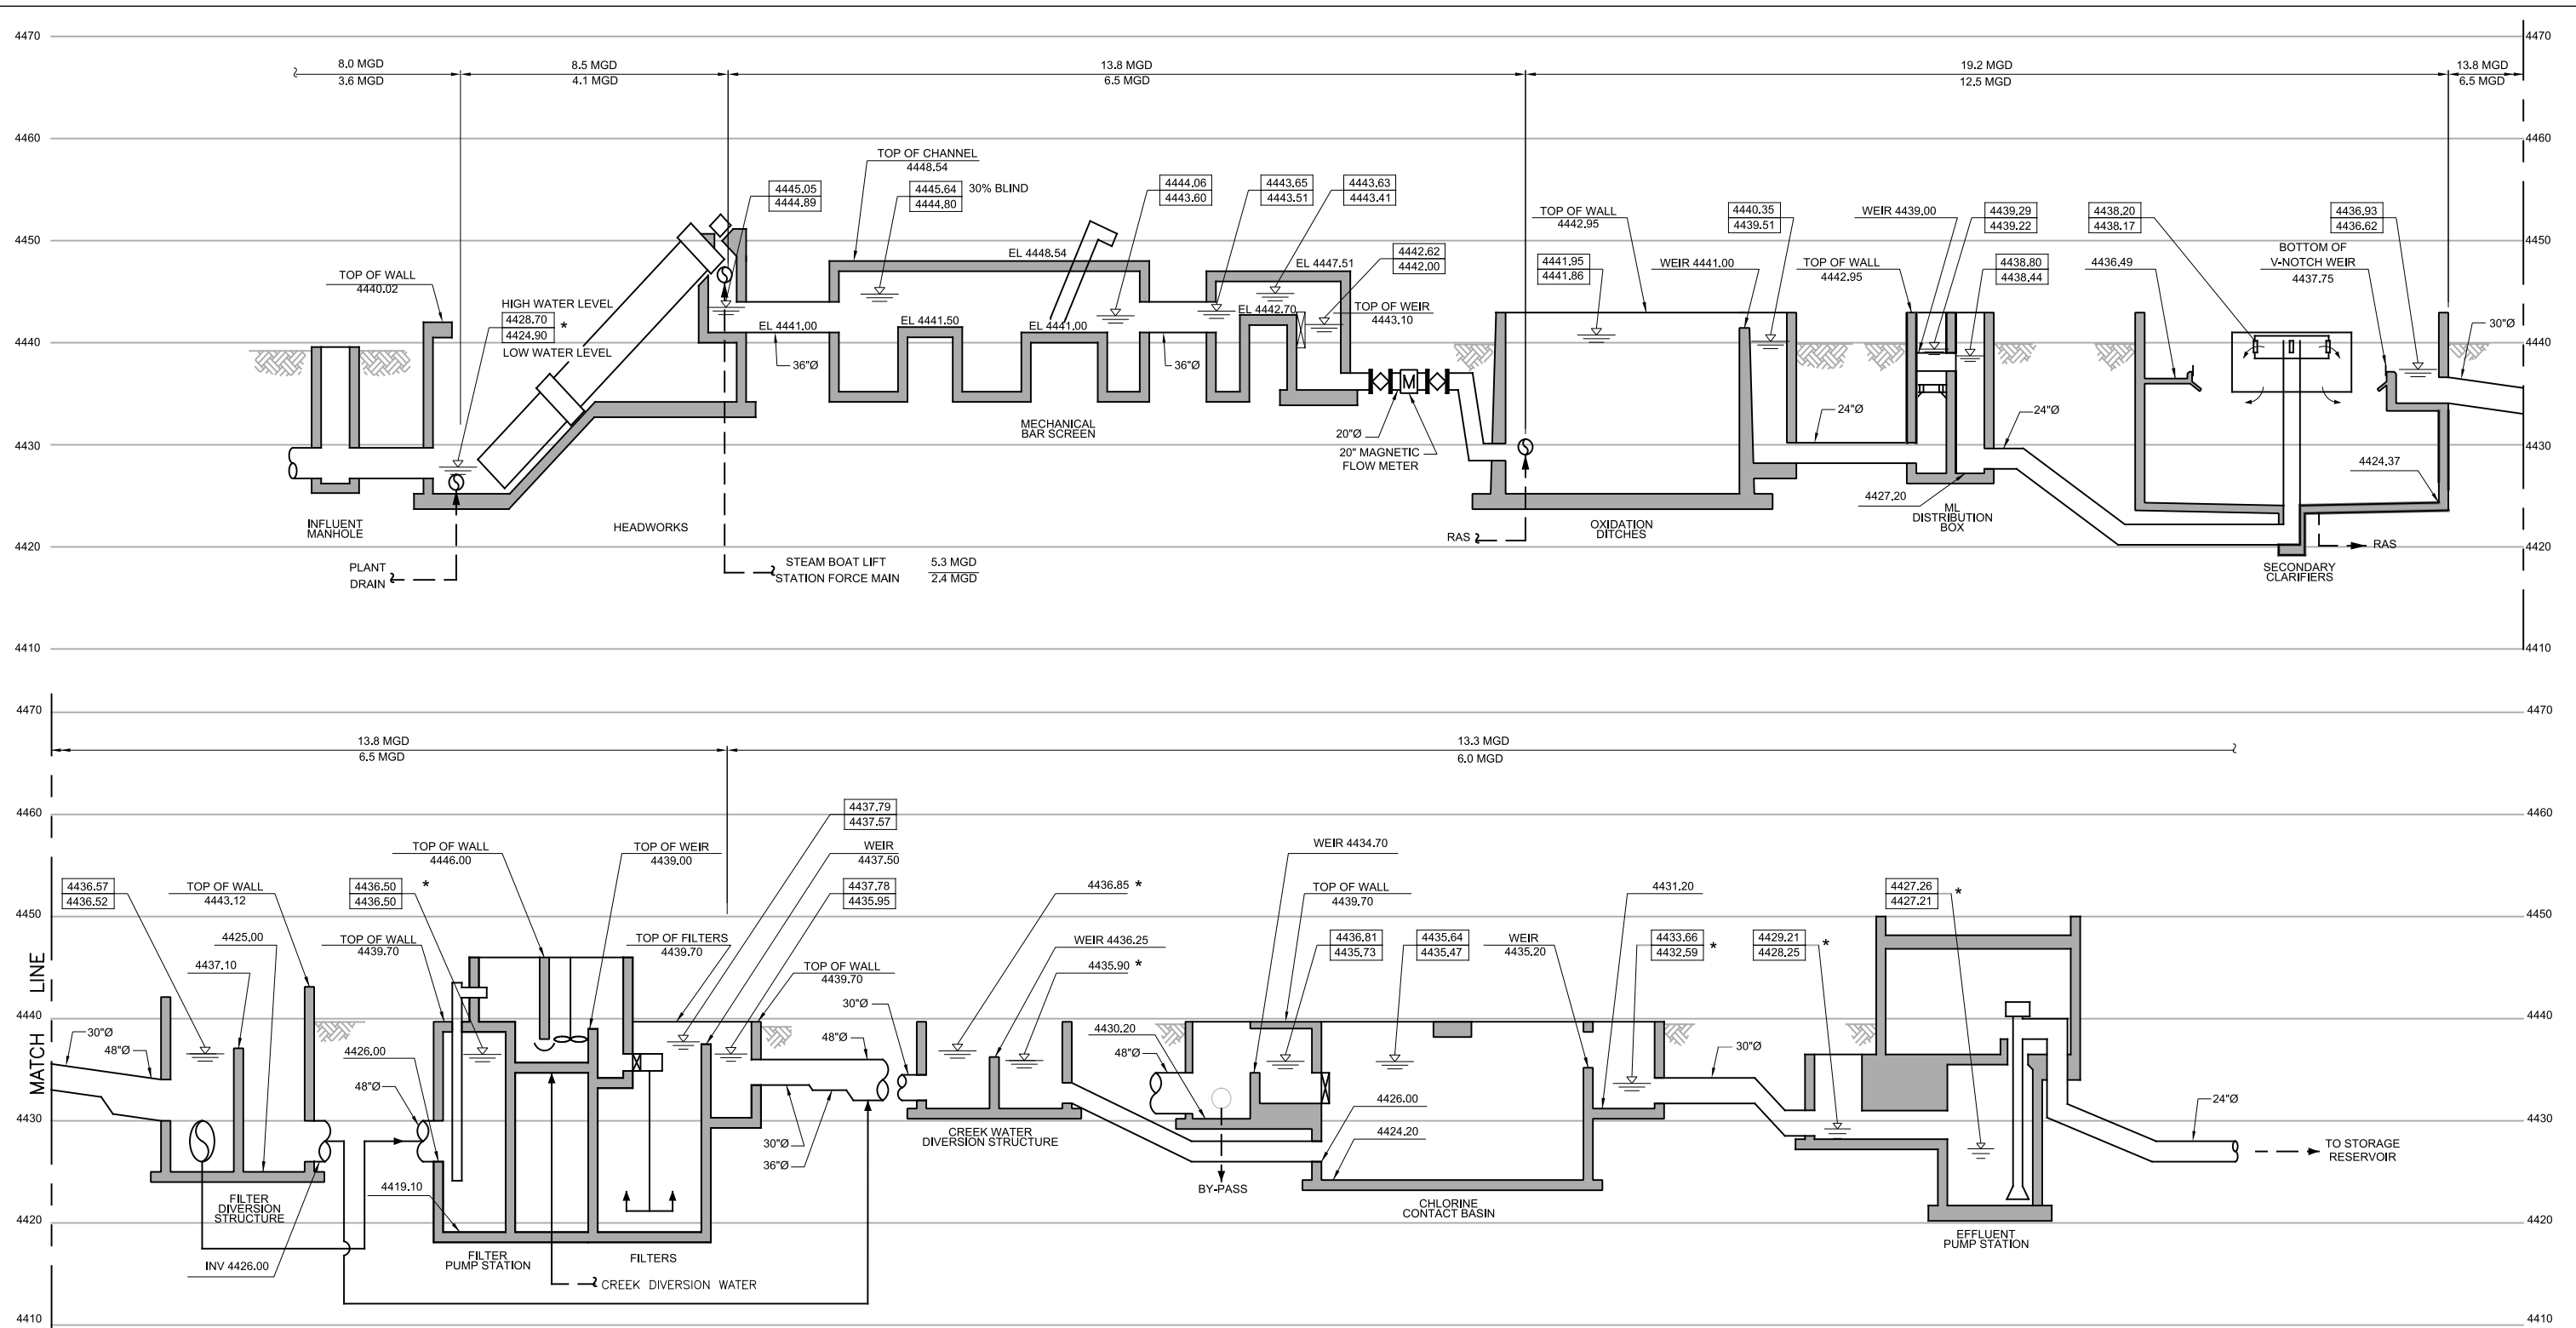 4470
4470
8.0 MGD
3.6 MGD
8.5 MGD
4.1 MGD
13.8 MGD
6.5 MGD
19.2 MGD
12.5 MGD
13.8 MGD
6.5 MGD
4460
4460
TOP OF CHANNEL
4448.54
4445.05
4444.89
4445.64
4444.80
30% BLIND
4444.06
4443.60
4443.65
4443.51
4443.63
4443.41
TOP OF WALL
4442.95
4440.35
4439.51
WEIR 4439.00
4439.29
4439.22
4438.20
4438.17
4436.93
4436.62
4450
4450
EL 4448.54
EL 4447.51
4442.62
4442.00
4441.95
4441.86
WEIR 4441.00
TOP OF WALL
4442.95
4438.80
4438.44
4436.49
BOTTOM OF
V-NOTCH WEIR
4437.75
TOP OF WALL
4440.02
HIGH WATER LEVEL
4428.70
4424.90
*
LOW WATER LEVEL
EL 4441.00
EL 4441.50
EL 4441.00
EL 4442.70
TOP OF WEIR
4443.10
30"Ø
4440
4440
36"Ø
36"Ø
M
24"Ø
24"Ø
MECHANICAL
BAR SCREEN
20"Ø
20" MAGNETIC
FLOW METER
4430
4430
4424.37
4427.20
INFLUENT
MANHOLE
HEADWORKS
OXIDATION
DITCHES
ML
DISTRIBUTION
BOX
RAS
RAS
4420
4420
PLANT
DRAIN
STEAM BOAT LIFT
STATION FORCE MAIN
5.3 MGD
2.4 MGD
SECONDARY
CLARIFIERS
4410
4410
4470
4470
13.8 MGD
6.5 MGD
13.3 MGD
6.0 MGD
4460
4460
4437.79
4437.57
TOP OF WALL
4446.00
TOP OF WEIR
4439.00
WEIR
4437.50
WEIR 4434.70
4436.57
4436.52
TOP OF WALL
4443.12
4436.50
4436.50
*
4437.78
4435.95
4436.85 *
TOP OF WALL
4439.70
4431.20
4427.26
4427.21
*
4450
4450
4425.00
4437.10
TOP OF WALL
4439.70
TOP OF FILTERS
4439.70
TOP OF WALL
4439.70
WEIR 4436.25
4435.90 *
4436.81
4435.73
4435.64
4435.47
WEIR
4435.20
4433.66
4432.59
*
4429.21
4428.25
*
MATCH LINE
4440
4440
30"Ø
48"Ø
4426.00
48"Ø
30"Ø
48"Ø
4430.20
48"Ø
30"Ø
4430
4430
30"Ø
36"Ø
CREEK WATER
DIVERSION STRUCTURE
4426.00
4424.20
24"Ø
TO STORAGE
RESERVOIR
4419.10
BY-PASS
FILTER
DIVERSION
STRUCTURE
CHLORINE
CONTACT BASIN
4420
4420
EFFLUENT
PUMP STATION
INV 4426.00
FILTER
PUMP STATION
FILTERS
CREEK DIVERSION WATER
4410
4410